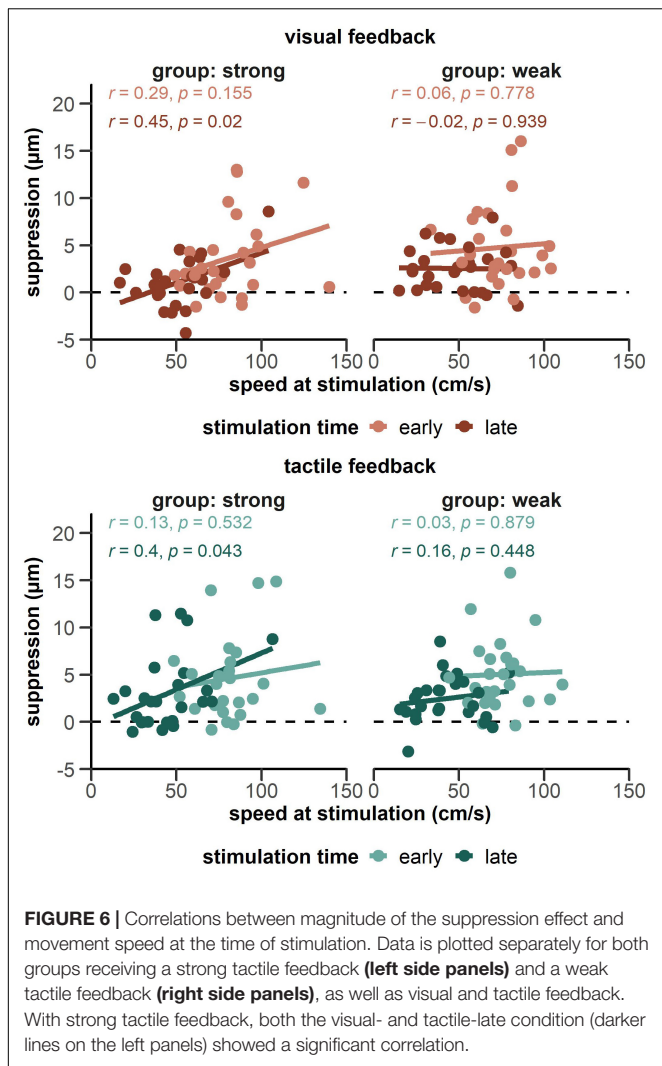 visual feedback
group: strong
group: weak
r = 0.29, p = 0.155
r = 0.06, p = 0.778
r = 0.45, p = 0.02
r = −0.02, p = 0.939
suppression (µm)
20
15
10
5
0
-5
0
50
100
150
0
50
100
150
speed at stimulation (cm/s)
stimulation time early late
tactile feedback
group: strong
group: weak
r = 0.13, p = 0.532
r = 0.03, p = 0.879
r = 0.4, p = 0.043
r = 0.16, p = 0.448
suppression (µm)
20
15
10
5
0
-5
0
50
100
150
0
50
100
150
speed at stimulation (cm/s)
stimulation time early late
FIGURE 6 | Correlations between magnitude of the suppression effect and
movement speed at the time of stimulation. Data is plotted separately for both
groups receiving a strong tactile feedback (left side panels) and a weak
tactile feedback (right side panels), as well as visual and tactile feedback.
With strong tactile feedback, both the visual- and tactile-late condition (darker
lines on the left panels) showed a significant correlation.